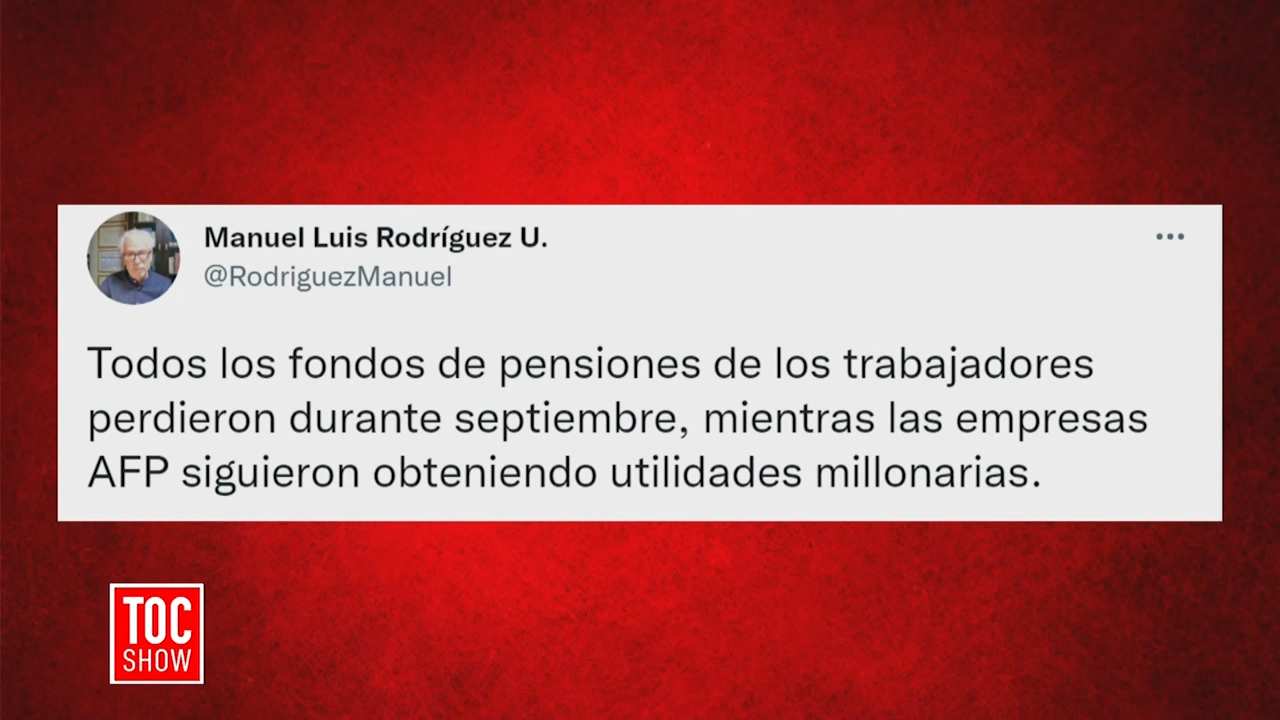 Manuel Luis Rodríguez U.
@RodriguezManuel
Todos los fondos de pensiones de los trabajadores
perdieron durante septiembre, mientras las empresas
AFP siguieron obteniendo utilidades millonarias.
TOC
SHOW